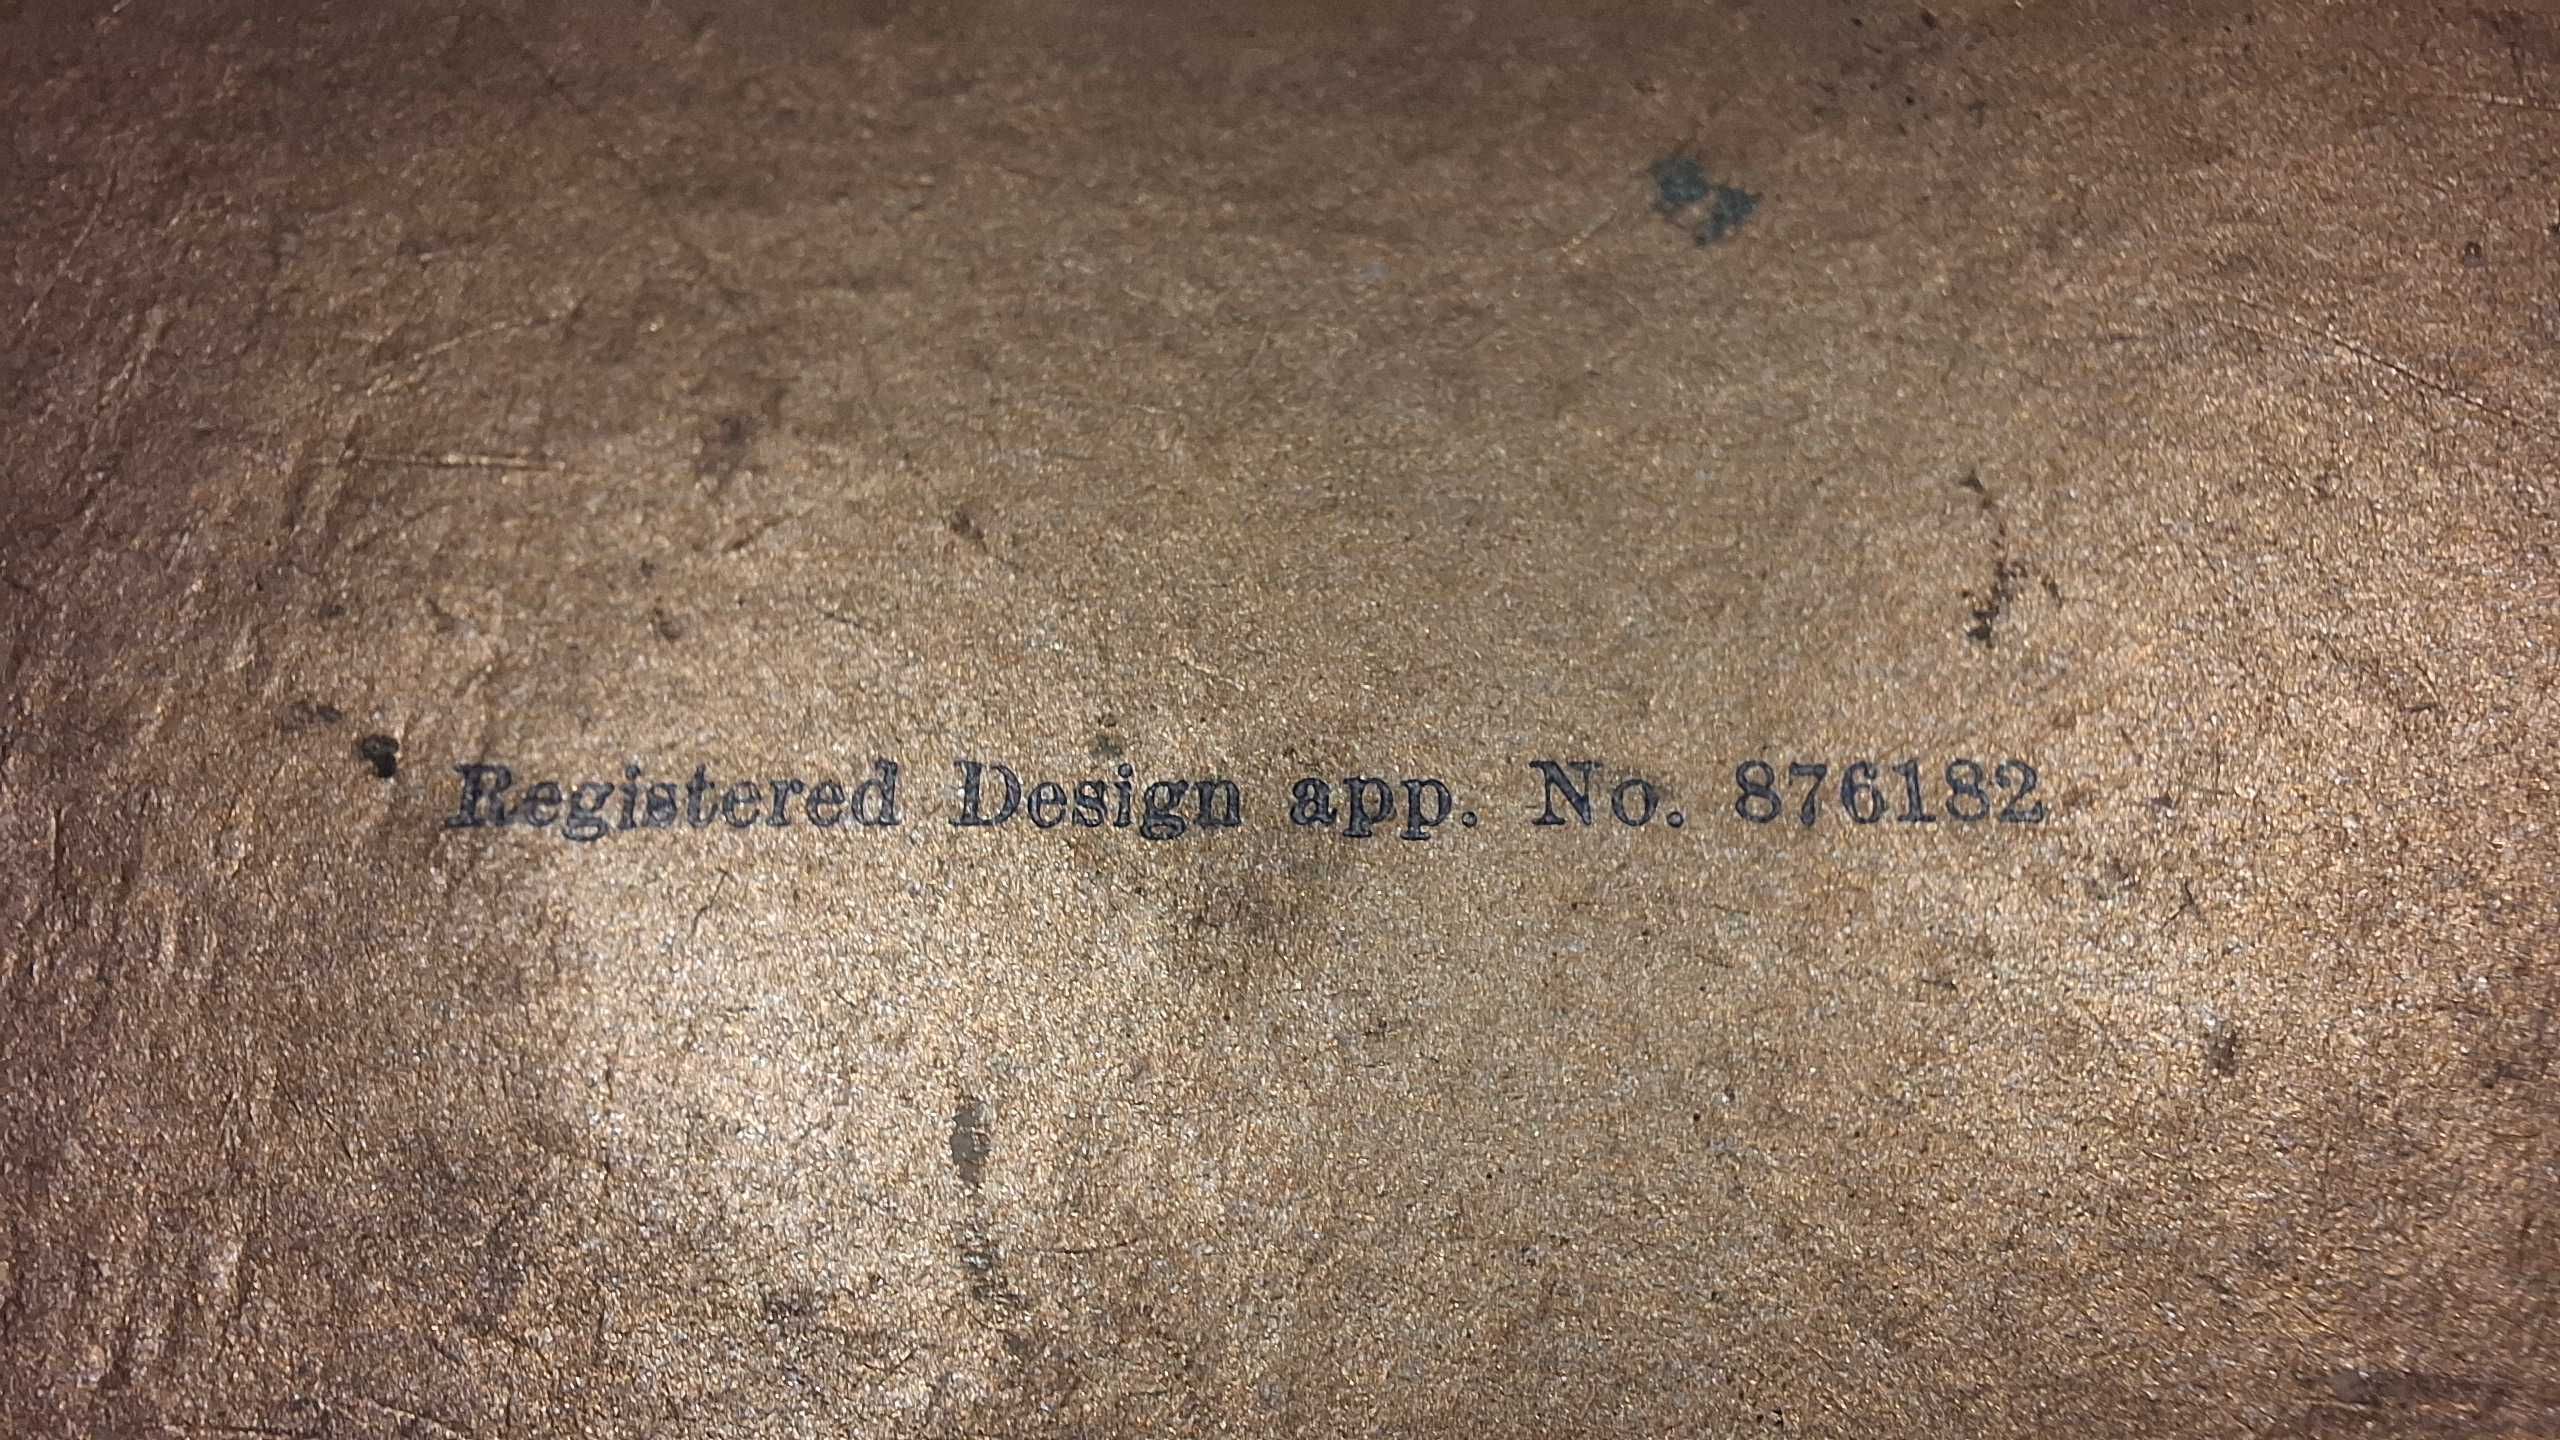 Registered Design app. No. 876182